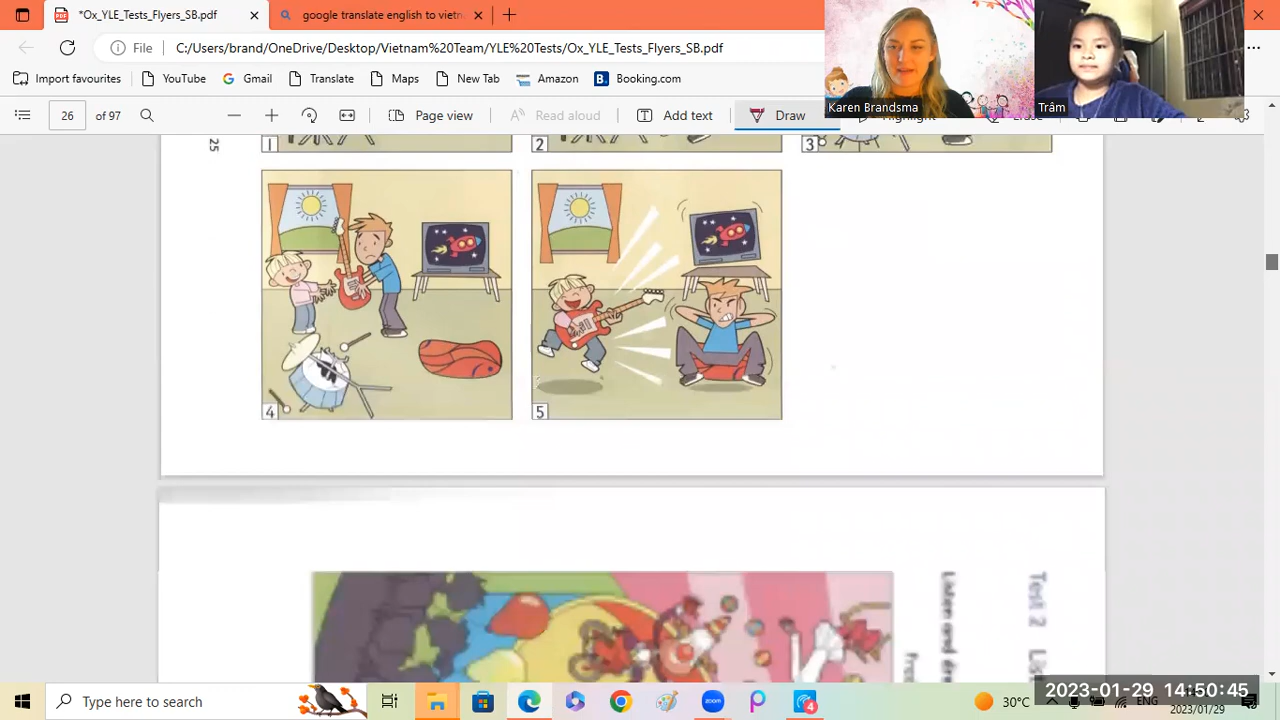 *Ox_YLE_Tests_Flyers_SB.pdf
google translate english to vietn
File C:/Users/brand/OneDrive/Desktop/Vietnam%20Team/YLE%20Tests/Ox_YLE_Tests_Flyers_SB.pdf
Import favourites YouTube Gmail Translate Maps New Tab Amazon Booking.com
Karen Brandsma
Trâm
26 of 97 Page view Read aloud Add text Draw
25
1
2
3
4
5
Test 2
Listen and
Type here to search
4
30°C
ENG
2023-01-29 14:50:45
2023/01/29